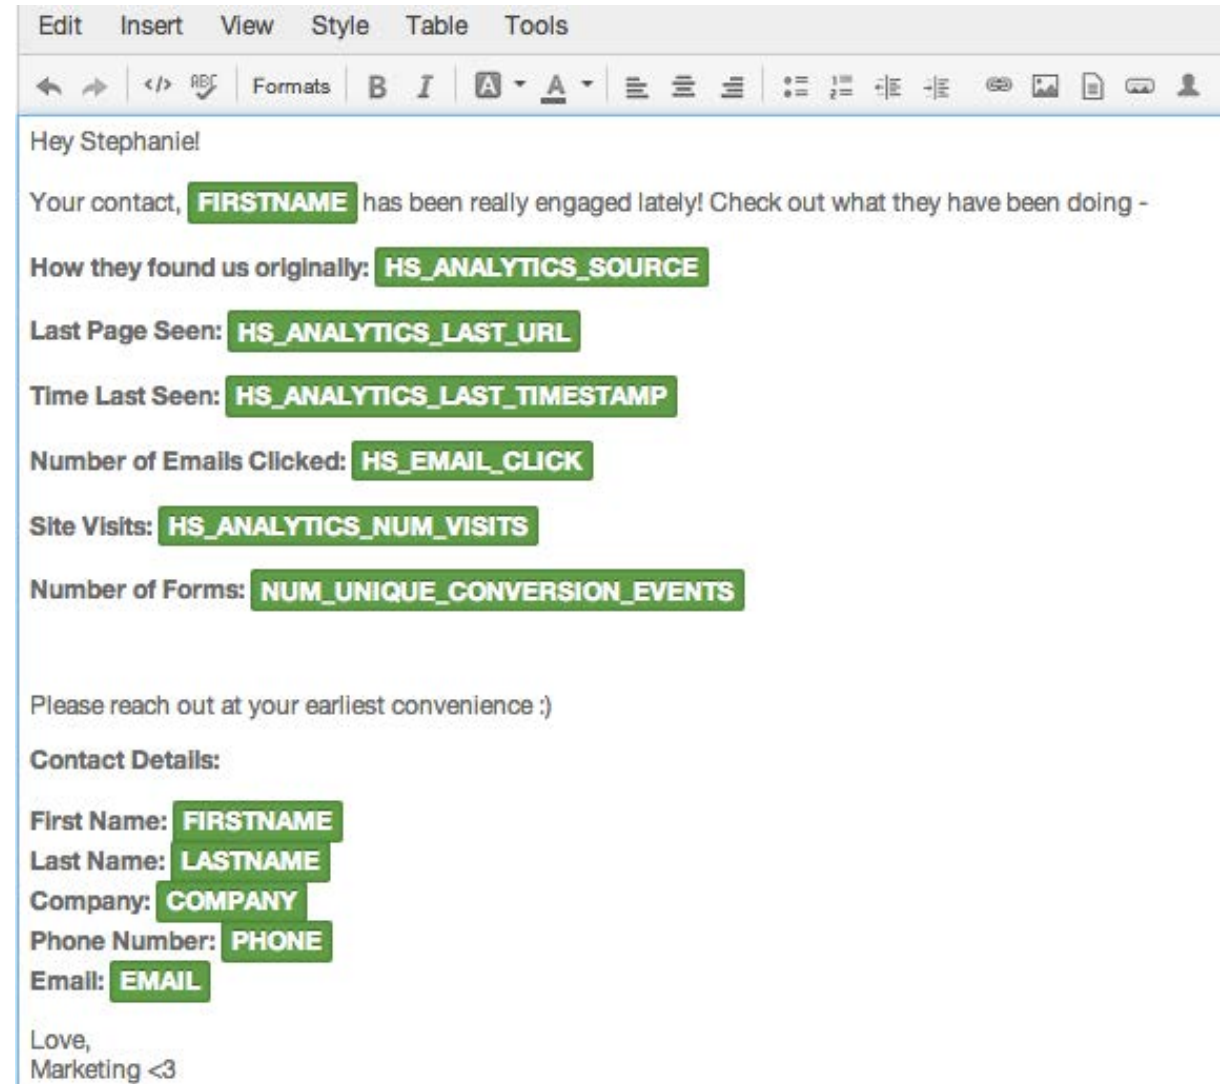 Edit Insert View Style Table Tools
</> ABC Formats B I A A
Hey Stephanie!
Your contact, FIRSTNAME has been really engaged lately! Check out what they have been doing -
How they found us originally: HS_ANALYTICS_SOURCE
Last Page Seen: HS_ANALYTICS_LAST_URL
Time Last Seen: HS_ANALYTICS_LAST_TIMESTAMP
Number of Emails Clicked: HS_EMAIL_CLICK
Site Visits: HS_ANALYTICS_NUM_VISITS
Number of Forms: NUM_UNIQUE_CONVERSION_EVENTS
Please reach out at your earliest convenience :)
Contact Details:
First Name: FIRSTNAME
Last Name: LASTNAME
Company: COMPANY
Phone Number: PHONE
Email: EMAIL
Love,
Marketing <3